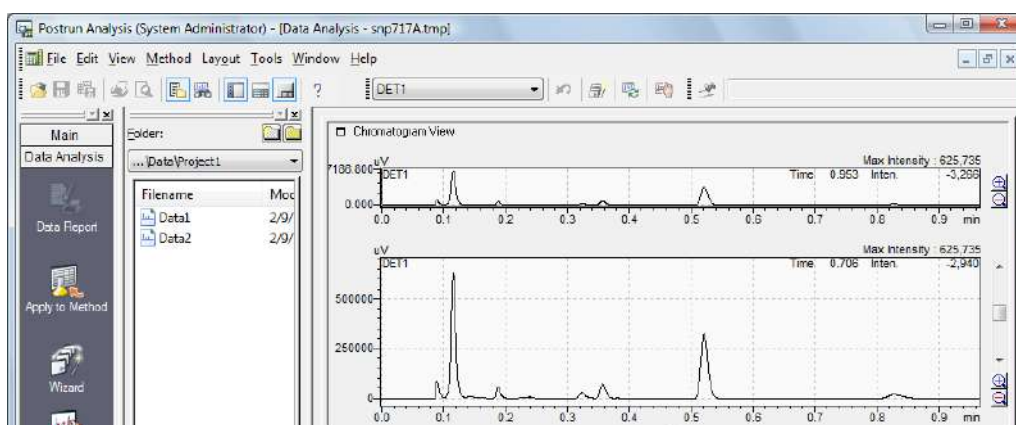 Postrun Analysis (System Administrator) - [Data Analysis - snp717A.tmp]
File Edit View Method Layout Tools Window Help
? DET1
Main
Data Analysis
Data Report
Apply to Method
Wizard
Folder:
...\Data\Project1
Filename Moc
Data1 2/9/
Data2 2/9/
Chromatogram View
uV Max Intensity : 625,735
DET1 Time 0.953 Inten. -3,266
0.000
0.0 0.1 0.2 0.3 0.4 0.5 0.6 0.7 0.8 0.9 min
uV Max Intensity : 625,735
DET1 Time 0.706 Inten. -2,940
500000
250000
0
0.0 0.1 0.2 0.3 0.4 0.5 0.6 0.7 0.8 0.9 min